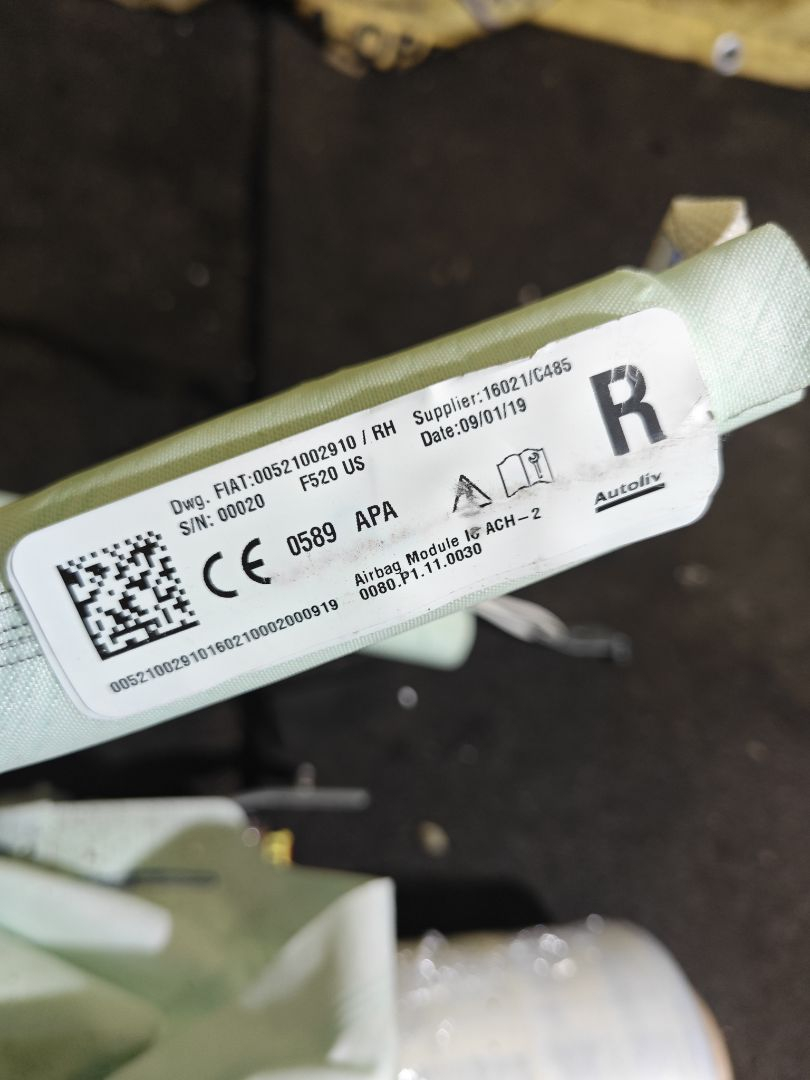 Dwg. FIAT:00521002910 / RH
Supplier:16021/C485
S/N: 00020
F520 US
Date:09/01/19
R
CE 0589 APA
Autoliv
Airbag Module IC ACH-2
0080.P1.11.0030
00521002910160210002000919